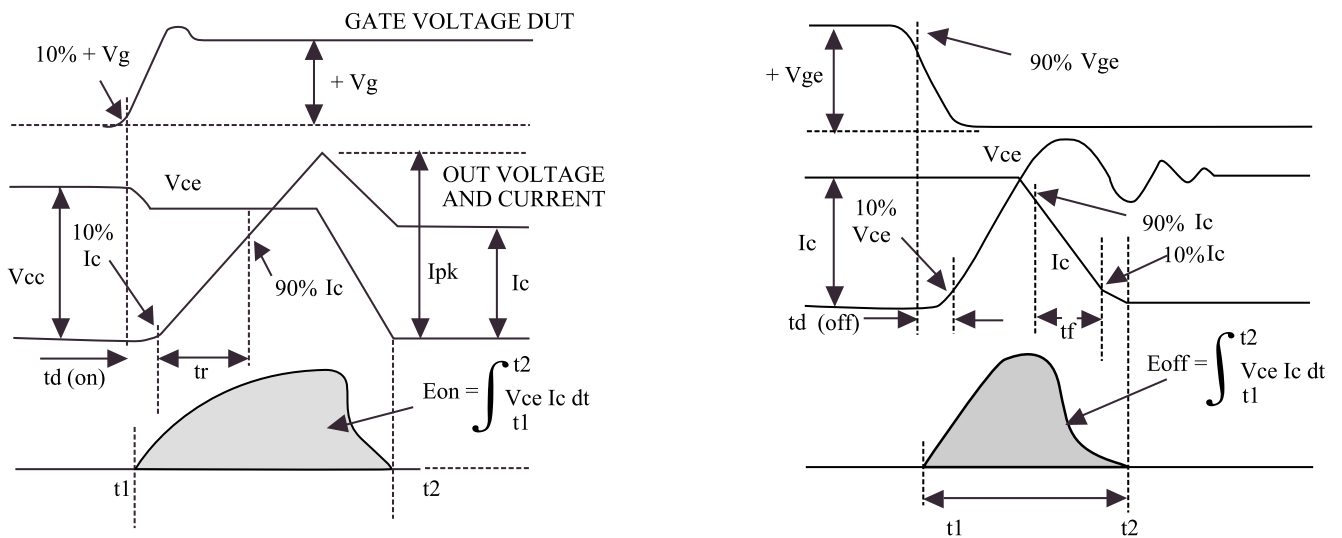 GATE VOLTAGE DUT
10% + Vg
+ Vg
Vce
OUT VOLTAGE
AND CURRENT
10%
Ic
Vcc
90% Ic
Ipk
Ic
td (on)
tr
Eon = ∫ t2
Vce Ic dt
t1
t1
t2
+ Vge
90% Vge
Vce
10%
Vce
Ic
90% Ic
Ic
10%Ic
td (off)
tf
Eoff = ∫ t2
Vce Ic dt
t1
t1
t2